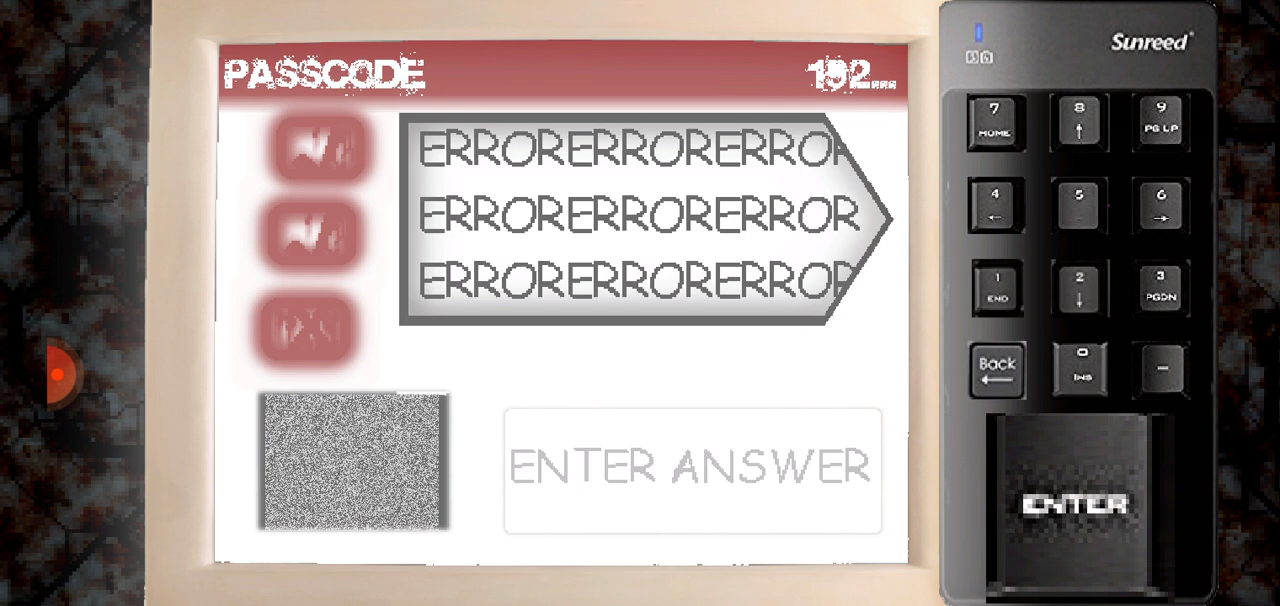 PASSCODE
192...
ERRORERRORERROR
ERRORERRORERROR
ERRORERRORERROR
ENTER ANSWER
Sunreed
7
HOME
8
↑
9
PG UP
4
←
5
6
→
1
END
2
↓
3
PGDN
Back
←
0
INS
-
ENTER